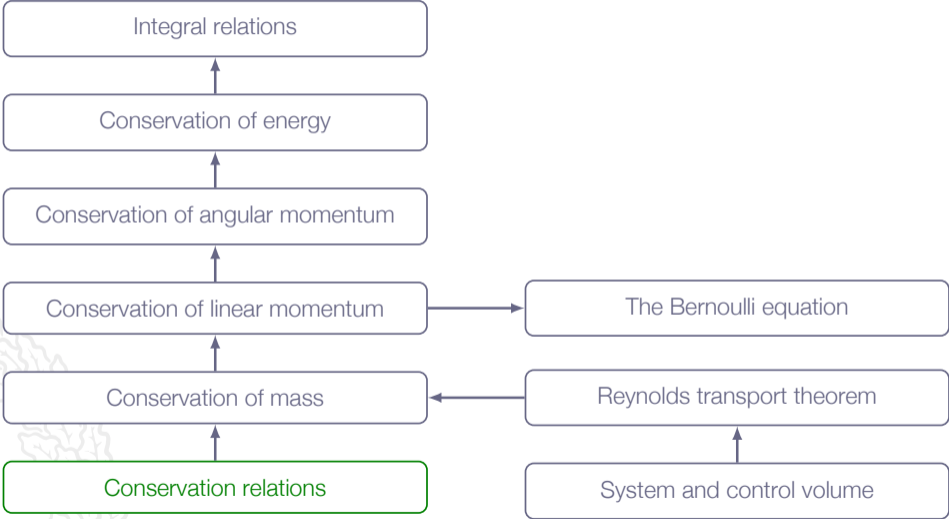 Integral relations
Conservation of energy
Conservation of angular momentum
Conservation of linear momentum
The Bernoulli equation
Conservation of mass
Reynolds transport theorem
Conservation relations
System and control volume